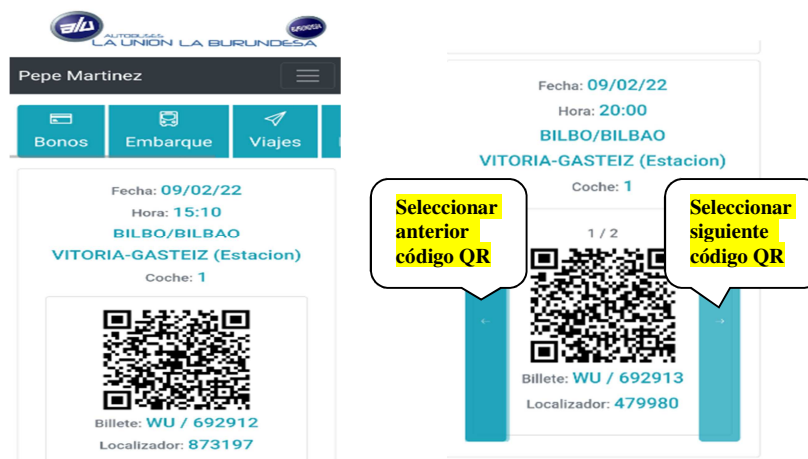 alu
AUTOBUSES
LA UNION LA BURUNDESA
BURUNDESA
Pepe Martinez
Bonos
Embarque
Viajes
Fecha: 09/02/22
Hora: 15:10
BILBO/BILBAO
VITORIA-GASTEIZ (Estacion)
Coche: 1
Billete: WU / 692912
Localizador: 873197
Fecha: 09/02/22
Hora: 20:00
BILBO/BILBAO
VITORIA-GASTEIZ (Estacion)
Coche: 1
Seleccionar
anterior
código QR
1 / 2
Seleccionar
siguiente
código QR
←
→
Billete: WU / 692913
Localizador: 479980